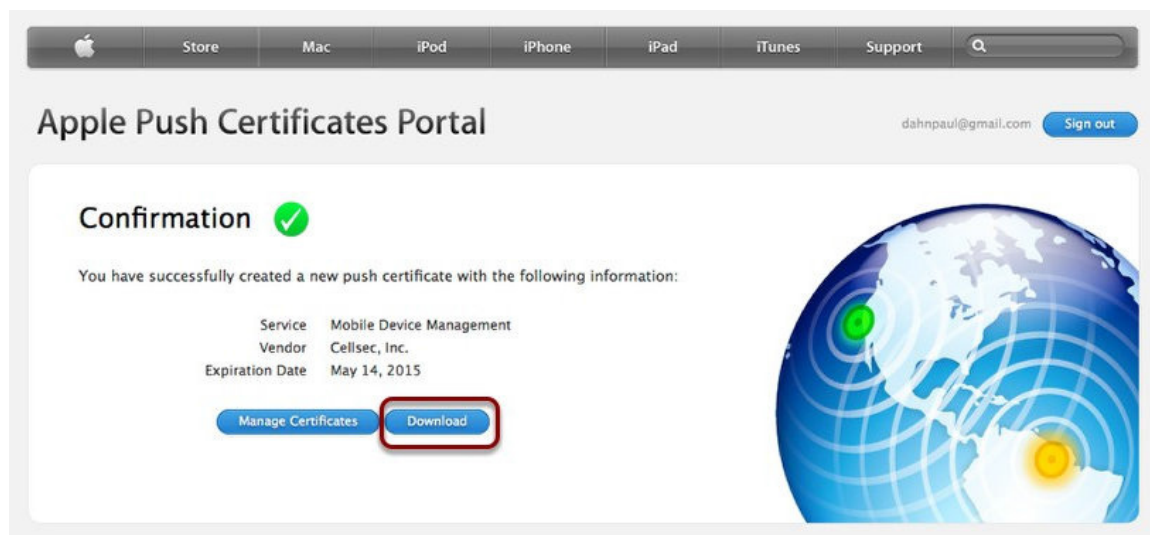 Store Mac iPod iPhone iPad iTunes Support
Apple Push Certificates Portal
dahnpaul@gmail.com Sign out
Confirmation
You have successfully created a new push certificate with the following information:
Service Mobile Device Management
Vendor Cellsec, Inc.
Expiration Date May 14, 2015
Manage Certificates Download